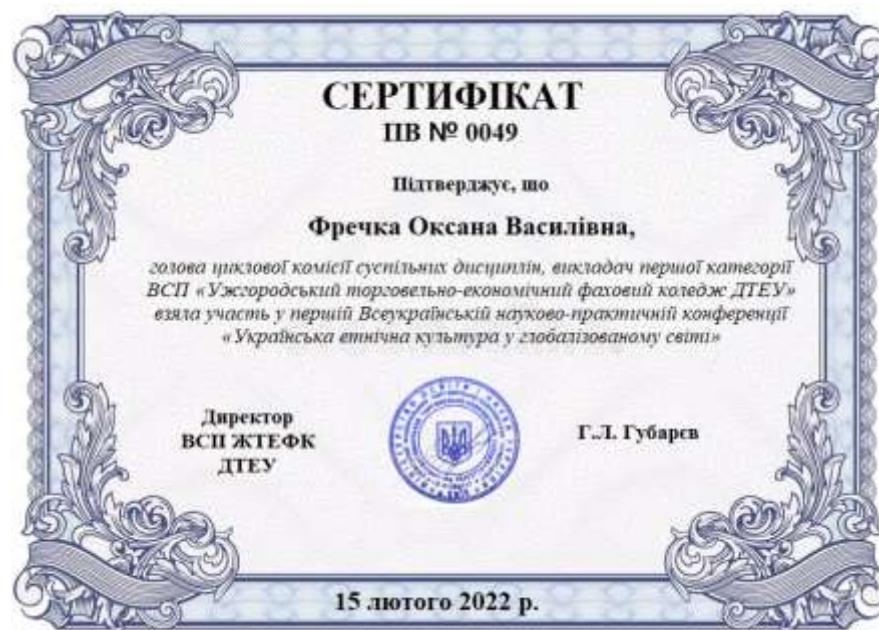 СЕРТИФІКАТ
ПВ № 0049
Підтверджує, що
Фречка Оксана Василівна,
голова циклової комісії суспільних дисциплін, викладач першої категорії
ВСП «Ужгородський торговельно-економічний фаховий коледж ДТЕУ»
взяла участь у першій Всеукраїнській науково-практичній конференції
«Українська етнічна культура у глобалізованому світі»
Директор
ВСП ЖТЕФК
ДТЕУ
Г.Л. Губарєв
15 лютого 2022 р.